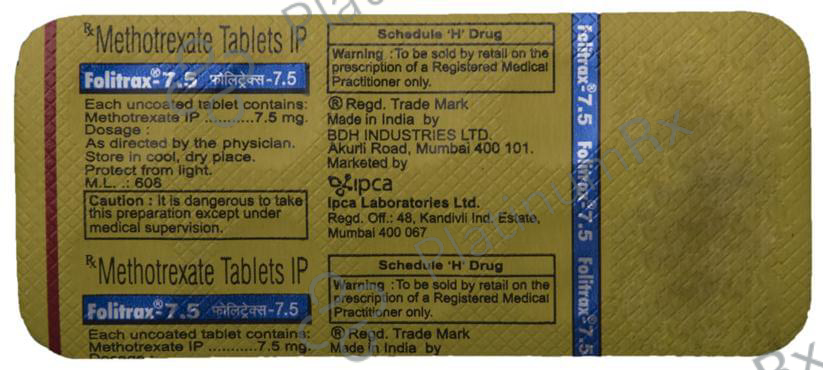 Rx Methotrexate Tablets IP
Folitrax®-7.5 फोलिट्रेक्स-7.5
Each uncoated tablet contains:
Methotrexate IP ...........7.5 mg.
Dosage :
As directed by the physician.
Store in cool, dry place.
Protect from light.
M.L. .: 608
Caution : It is dangerous to take
this preparation except under
medical supervision.
Schedule 'H' Drug
Warning : To be sold by retail on the
prescription of a Registered Medical
Practitioner only.
® Regd. Trade Mark
Made in India by
BDH INDUSTRIES LTD.
Akurli Road, Mumbai 400 101.
Marketed by
ipca
Ipca Laboratories Ltd.
Regd. Off.: 48, Kandivli Ind. Estate,
Mumbai 400 067
Rx Methotrexate Tablets IP
Folitrax®-7.5 फोलिट्रेक्स-7.5
Each uncoated tablet contains:
Methotrexate IP ...........7.5 mg.
Dosage :
Schedule 'H' Drug
Warning : To be sold by retail on the
prescription of a Registered Medical
Practitioner only.
® Regd. Trade Mark
Made in India by
Folitrax®-7.5 Folitrax®-7.5 Folitrax®-7.5
PlatinumRx
PlatinumRx